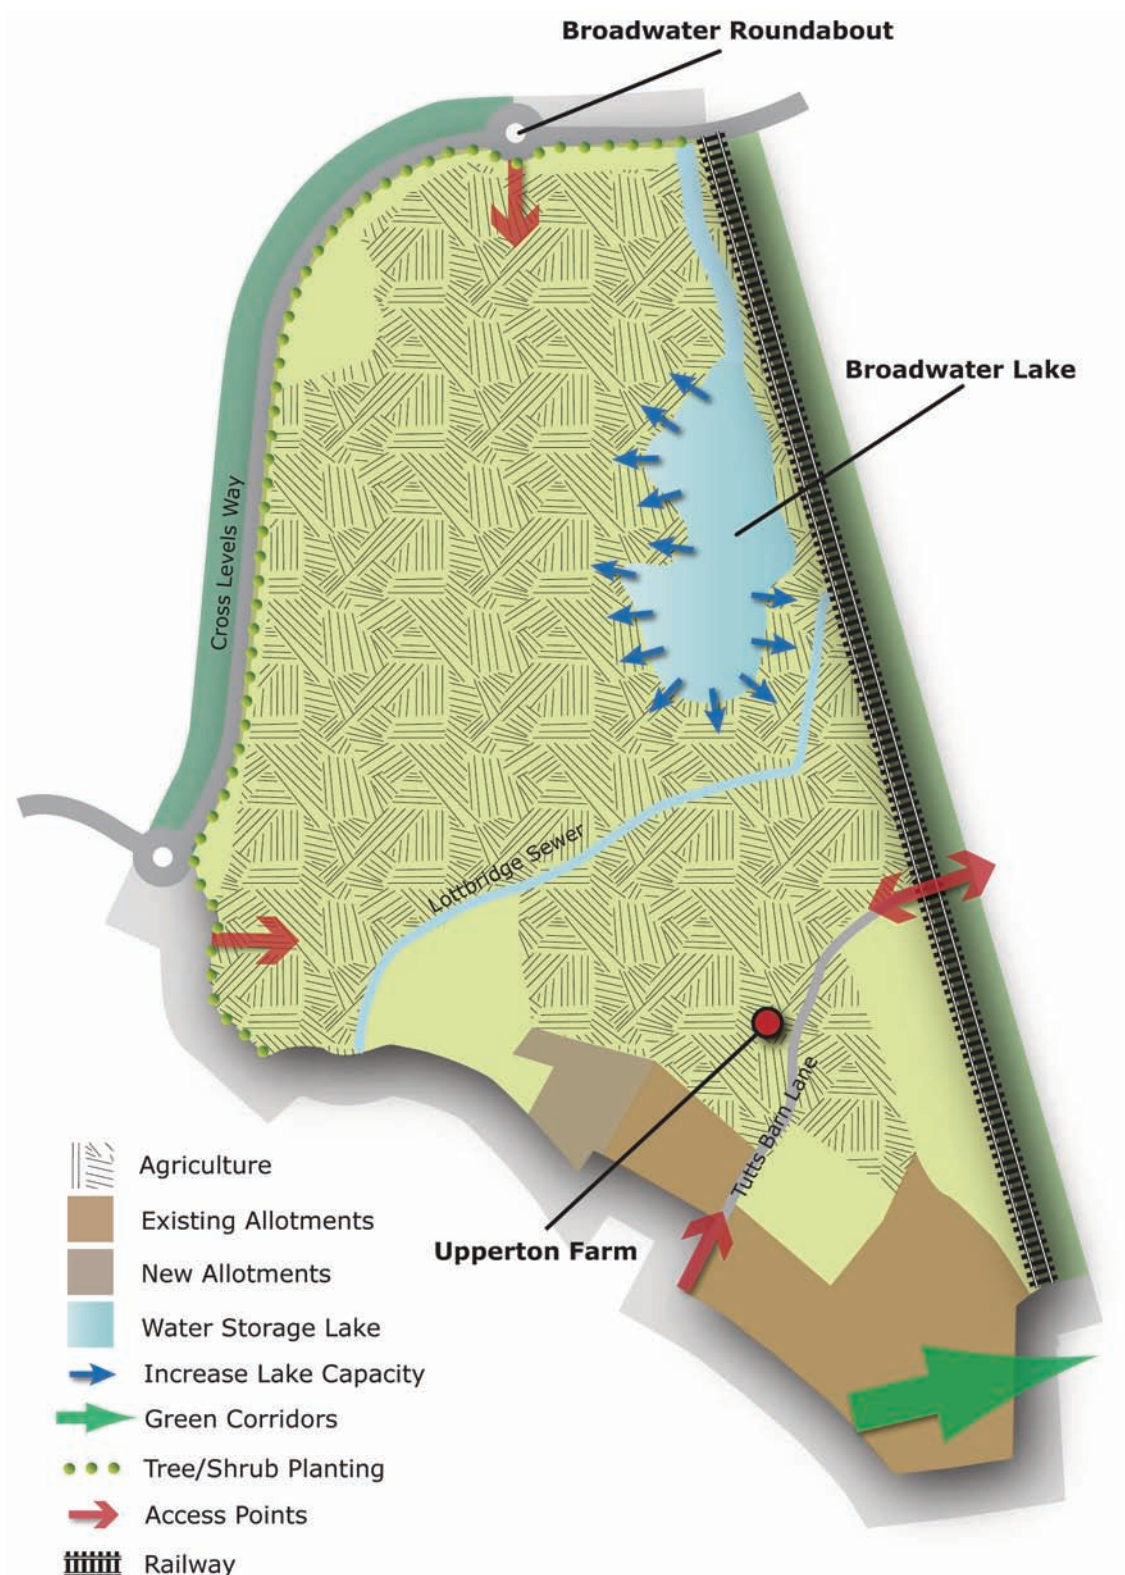 Broadwater Roundabout
Broadwater Lake
Cross Levels Way
Lottbridge Sewer
Tutts Barn Lane
Upperton Farm
Agriculture
Existing Allotments
New Allotments
Water Storage Lake
Increase Lake Capacity
Green Corridors
Tree/Shrub Planting
Access Points
Railway